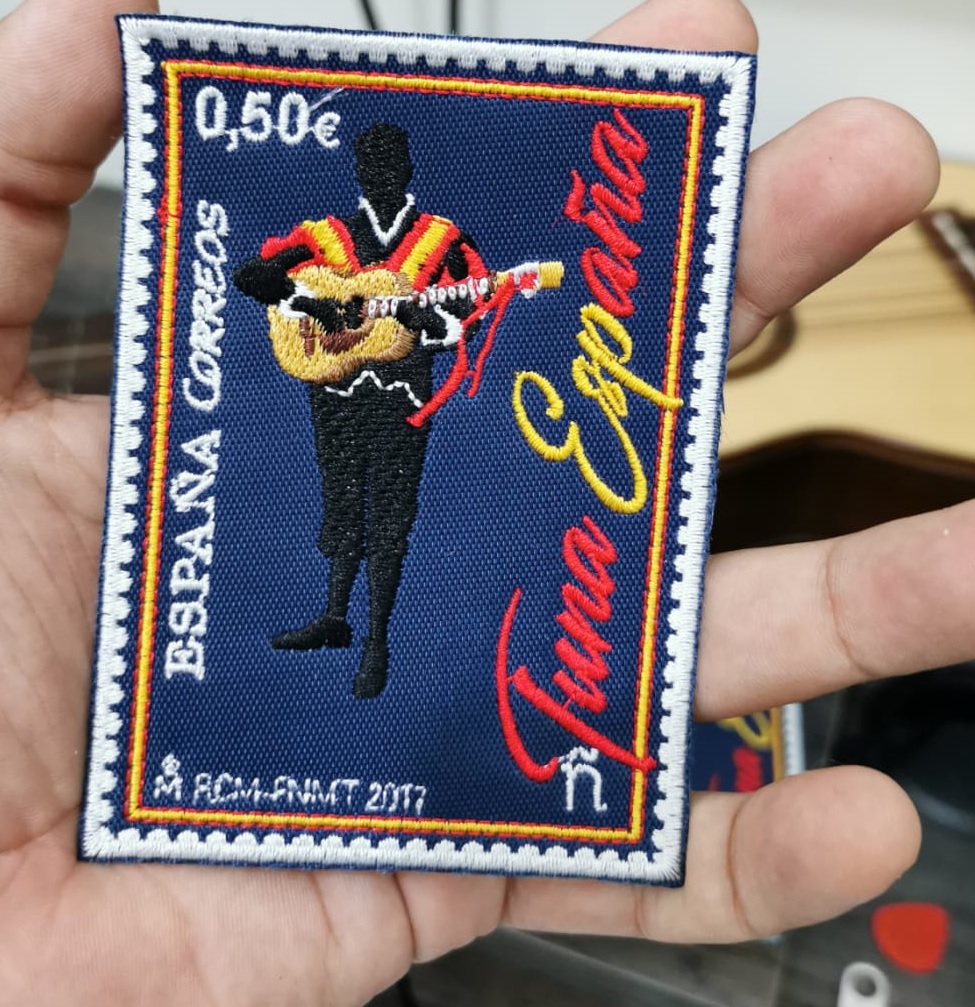 0,50€
ESPAÑA CORREOS
Tuna España
ñ
RCM-FNMT 2017